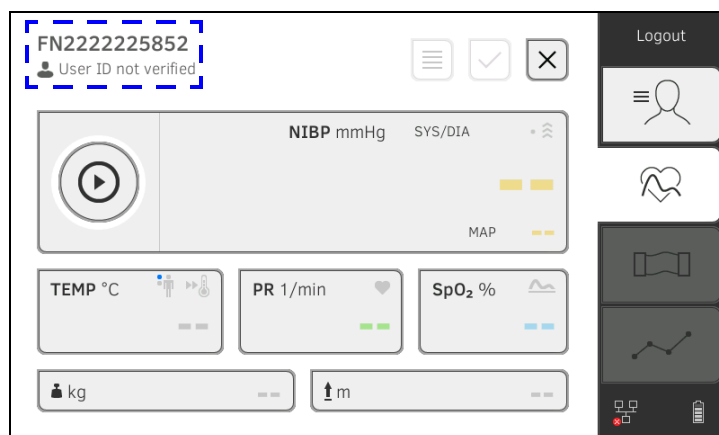 FN2222225852
User ID not verified
Logout
NIBP mmHg SYS/DIA
-- --
MAP --
TEMP °C
--
PR 1/min
--
SpO₂ %
--
kg --
m --